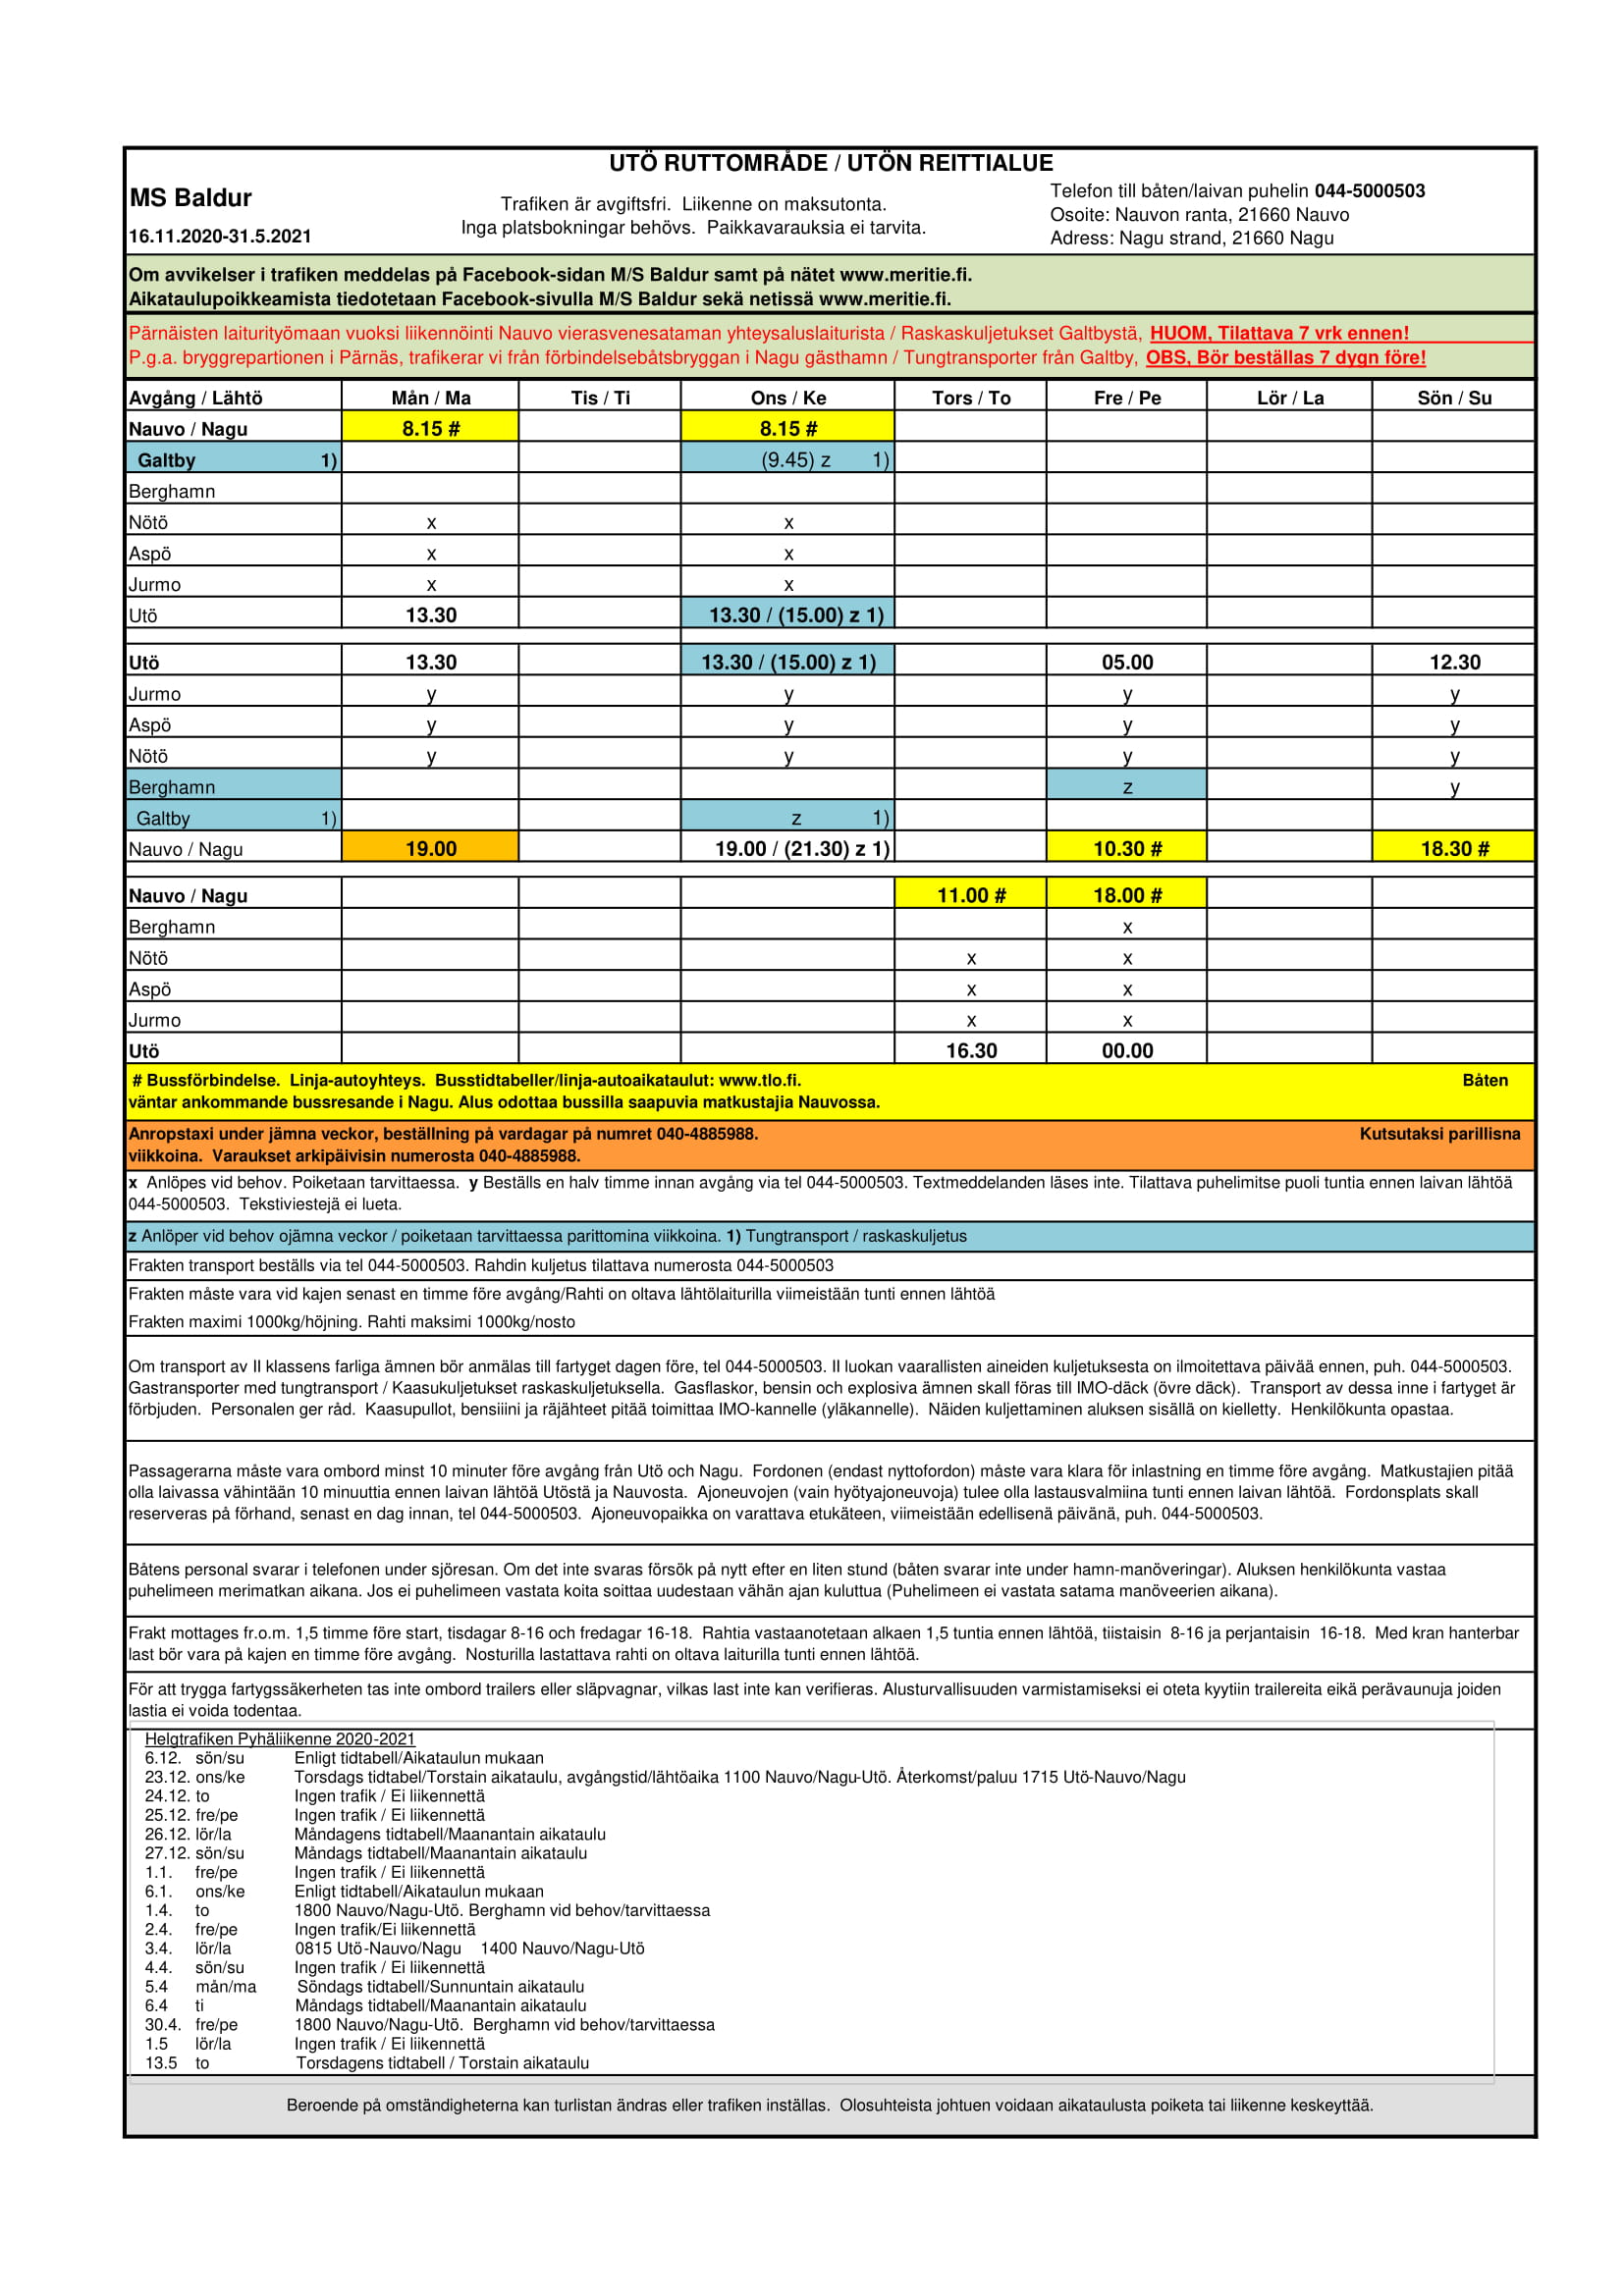 UTÖ RUTTOMRÅDE / UTÖN REITTIALUE
MS Baldur
Trafiken är avgiftsfri. Liikenne on maksutonta.
Inga platsbokningar behövs. Paikkavarauksia ei tarvita.
16.11.2020-31.5.2021
Telefon till båten/laivan puhelin 044-5000503
Osoite: Nauvon ranta, 21660 Nauvo
Adress: Nagu strand, 21660 Nagu
Om avvikelser i trafiken meddelas på Facebook-sidan M/S Baldur samt på nätet www.meritie.fi.
Aikataulupoikkeamista tiedotetaan Facebook-sivulla M/S Baldur sekä netissä www.meritie.fi.
Pärnäisten laiturityömaan vuoksi liikennöinti Nauvo vierasvenesataman yhteysaluslaiturista / Raskaskuljetukset Galtbystä, HUOM, Tilattava 7 vrk ennen!
P.g.a. bryggrepartionen i Pärnäs, trafikerar vi från förbindelsebåtsbryggan i Nagu gästhamn / Tungtransporter från Galtby, OBS, Bör beställas 7 dygn före!
Avgång / Lähtö Mån / Ma Tis / Ti Ons / Ke Tors / To Fre / Pe Lör / La Sön / Su
Nauvo / Nagu 8.15 # 8.15 #
Galtby 1) (9.45) z 1)
Berghamn
Nötö x x
Aspö x x
Jurmo x x
Utö 13.30 13.30 / (15.00) z 1)
Utö 13.30 13.30 / (15.00) z 1) 05.00 12.30
Jurmo y y y y
Aspö y y y y
Nötö y y y y
Berghamn z y
Galtby 1) z 1)
Nauvo / Nagu 19.00 19.00 / (21.30) z 1) 10.30 # 18.30 #
Nauvo / Nagu 11.00 # 18.00 #
Berghamn x
Nötö x x
Aspö x x
Jurmo x x
Utö 16.30 00.00
# Bussförbindelse. Linja-autoyhteys. Busstidtabeller/linja-autoaikataulut: www.tlo.fi. Båten
väntar ankommande bussresande i Nagu. Alus odottaa bussilla saapuvia matkustajia Nauvossa.
Anropstaxi under jämna veckor, beställning på vardagar på numret 040-4885988. Kutsutaksi parillisna
viikkoina. Varaukset arkipäivisin numerosta 040-4885988.
x Anlöpes vid behov. Poiketaan tarvittaessa. y Beställs en halv timme innan avgång via tel 044-5000503. Textmeddelanden läses inte. Tilattava puhelimitse puoli tuntia ennen laivan lähtöä
044-5000503. Tekstiviestejä ei lueta.
z Anlöper vid behov ojämna veckor / poiketaan tarvittaessa parittomina viikkoina. 1) Tungtransport / raskaskuljetus
Frakten transport beställs via tel 044-5000503. Rahdin kuljetus tilattava numerosta 044-5000503
Frakten måste vara vid kajen senast en timme före avgång/Rahti on oltava lähtölaiturilla viimeistään tunti ennen lähtöä
Frakten maximi 1000kg/höjning. Rahti maksimi 1000kg/nosto
Om transport av II klassens farliga ämnen bör anmälas till fartyget dagen före, tel 044-5000503. II luokan vaarallisten aineiden kuljetuksesta on ilmoitettava päivää ennen, puh. 044-5000503.
Gastransporter med tungtransport / Kaasukuljetukset raskaskuljetuksella. Gasflaskor, bensin och explosiva ämnen skall föras till IMO-däck (övre däck). Transport av dessa inne i fartyget är
förbjuden. Personalen ger råd. Kaasupullot, bensiiini ja räjähteet pitää toimittaa IMO-kannelle (yläkannelle). Näiden kuljettaminen aluksen sisällä on kielletty. Henkilökunta opastaa.
Passagerarna måste vara ombord minst 10 minuter före avgång från Utö och Nagu. Fordonen (endast nyttofordon) måste vara klara för inlastning en timme före avgång. Matkustajien pitää
olla laivassa vähintään 10 minuuttia ennen laivan lähtöä Utöstä ja Nauvosta. Ajoneuvojen (vain hyötyajoneuvoja) tulee olla lastausvalmiina tunti ennen laivan lähtöä. Fordonsplats skall
reserveras på förhand, senast en dag innan, tel 044-5000503. Ajoneuvopaikka on varattava etukäteen, viimeistään edellisenä päivänä, puh. 044-5000503.
Båtens personal svarar i telefonen under sjöresan. Om det inte svaras försök på nytt efter en liten stund (båten svarar inte under hamn-manöveringar). Aluksen henkilökunta vastaa
puhelimeen merimatkan aikana. Jos ei puhelimeen vastata koita soittaa uudestaan vähän ajan kuluttua (Puhelimeen ei vastata satama manöveerien aikana).
Frakt mottages fr.o.m. 1,5 timme före start, tisdagar 8-16 och fredagar 16-18. Rahtia vastaanotetaan alkaen 1,5 tuntia ennen lähtöä, tiistaisin 8-16 ja perjantaisin 16-18. Med kran hanterbar
last bör vara på kajen en timme före avgång. Nosturilla lastattava rahti on oltava laiturilla tunti ennen lähtöä.
För att trygga fartygssäkerheten tas inte ombord trailers eller släpvagnar, vilkas last inte kan verifieras. Alusturvallisuuden varmistamiseksi ei oteta kyytiin trailereita eikä perävaunuja joiden
lastia ei voida todentaa.
Helgtrafiken Pyhäliikenne 2020-2021
6.12. sön/su Enligt tidtabell/Aikataulun mukaan
23.12. ons/ke Torsdags tidtabel/Torstain aikataulu, avgångstid/lähtöaika 1100 Nauvo/Nagu-Utö. Återkomst/paluu 1715 Utö-Nauvo/Nagu
24.12. to Ingen trafik / Ei liikennettä
25.12. fre/pe Ingen trafik / Ei liikennettä
26.12. lör/la Måndagens tidtabell/Maanantain aikataulu
27.12. sön/su Måndags tidtabell/Maanantain aikataulu
1.1. fre/pe Ingen trafik / Ei liikennettä
6.1. ons/ke Enligt tidtabell/Aikataulun mukaan
1.4. to 1800 Nauvo/Nagu-Utö. Berghamn vid behov/tarvittaessa
2.4. fre/pe Ingen trafik/Ei liikennettä
3.4. lör/la 0815 Utö-Nauvo/Nagu 1400 Nauvo/Nagu-Utö
4.4. sön/su Ingen trafik / Ei liikennettä
5.4 mån/ma Söndags tidtabell/Sunnuntain aikataulu
6.4 ti Måndags tidtabell/Maanantain aikataulu
30.4. fre/pe 1800 Nauvo/Nagu-Utö. Berghamn vid behov/tarvittaessa
1.5 lör/la Ingen trafik / Ei liikennettä
13.5 to Torsdagens tidtabell / Torstain aikataulu
Beroende på omständigheterna kan turlistan ändras eller trafiken inställas. Olosuhteista johtuen voidaan aikataulusta poiketa tai liikenne keskeyttää.